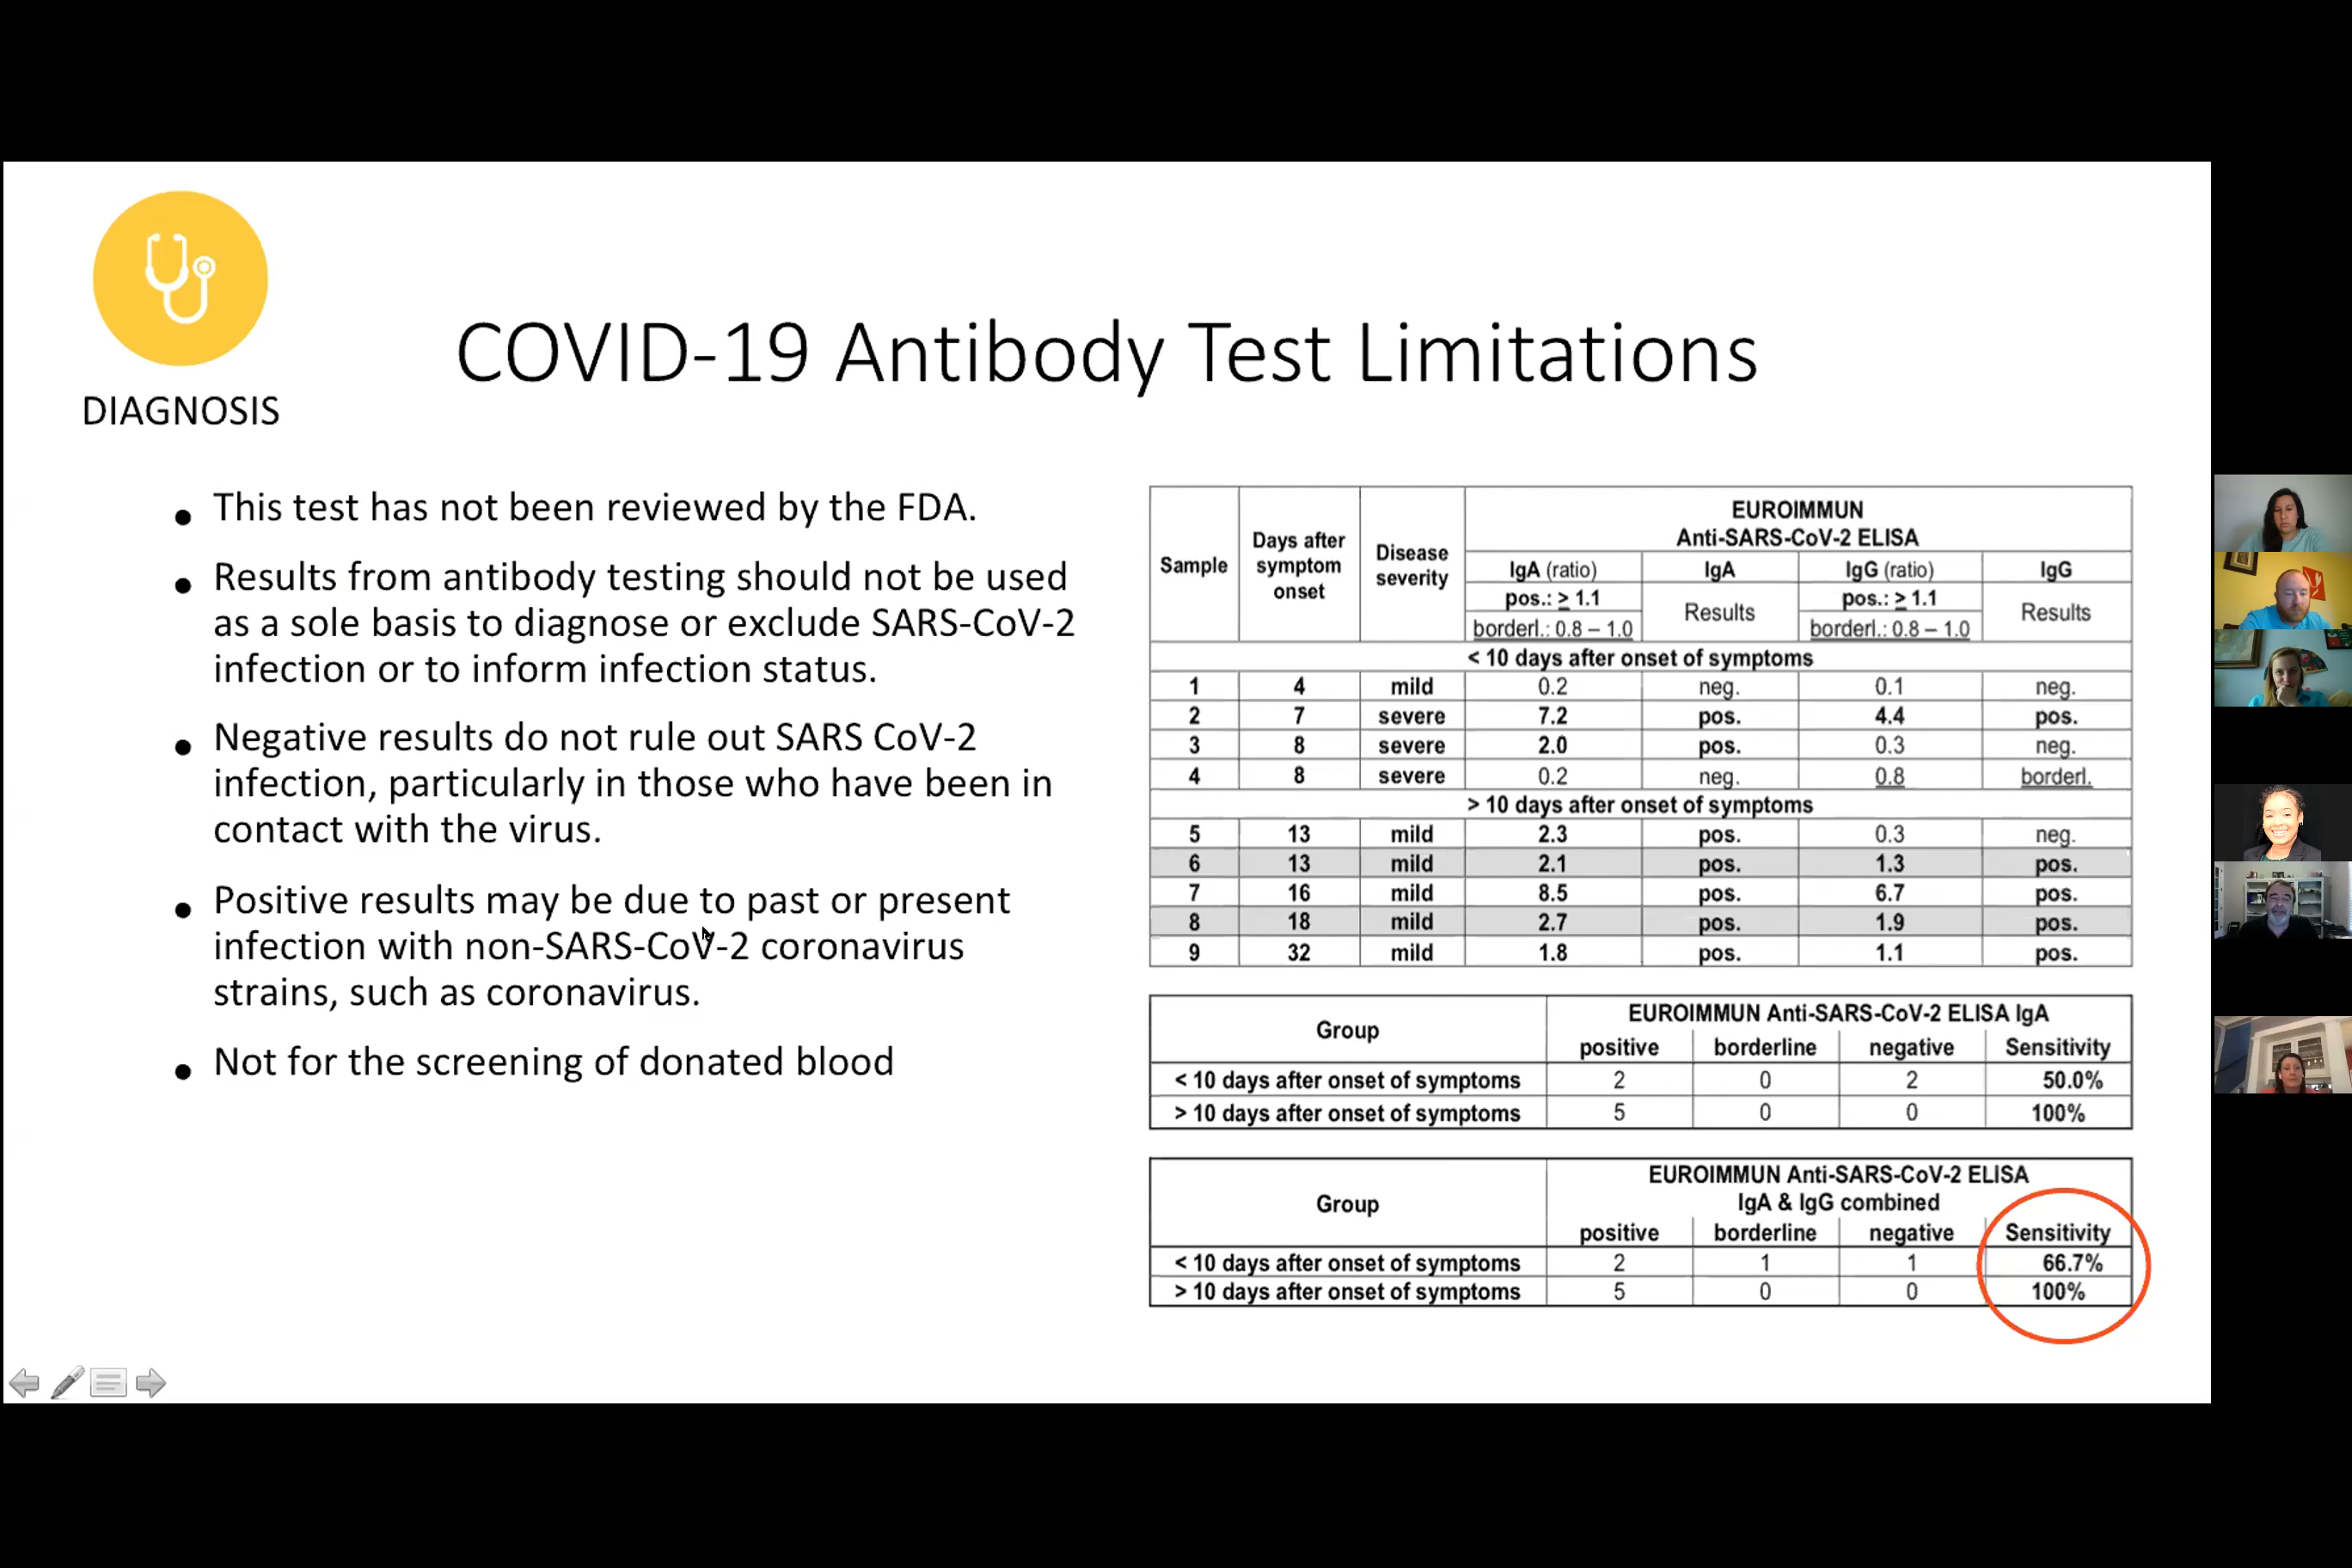 DIAGNOSIS
COVID-19 Antibody Test Limitations
• This test has not been reviewed by the FDA.
• Results from antibody testing should not be used
as a sole basis to diagnose or exclude SARS-CoV-2
infection or to inform infection status.
• Negative results do not rule out SARS CoV-2
infection, particularly in those who have been in
contact with the virus.
• Positive results may be due to past or present
infection with non-SARS-CoV-2 coronavirus
strains, such as coronavirus.
• Not for the screening of donated blood
Sample Days after symptom onset Disease severity EUROIMMUN
Anti-SARS-CoV-2 ELISA
IgA (ratio) IgA IgG (ratio) IgG
pos.: ≥ 1.1 Results pos.: ≥ 1.1 Results
borderl.: 0.8 – 1.0 borderl.: 0.8 – 1.0
< 10 days after onset of symptoms
1 4 mild 0.2 neg. 0.1 neg.
2 7 severe 7.2 pos. 4.4 pos.
3 8 severe 2.0 pos. 0.3 neg.
4 8 severe 0.2 neg. 0.8 borderl.
> 10 days after onset of symptoms
5 13 mild 2.3 pos. 0.3 neg.
6 13 mild 2.1 pos. 1.3 pos.
7 16 mild 8.5 pos. 6.7 pos.
8 18 mild 2.7 pos. 1.9 pos.
9 32 mild 1.8 pos. 1.1 pos.
Group EUROIMMUN Anti-SARS-CoV-2 ELISA IgA
positive borderline negative Sensitivity
< 10 days after onset of symptoms 2 0 2 50.0%
> 10 days after onset of symptoms 5 0 0 100%
Group EUROIMMUN Anti-SARS-CoV-2 ELISA
IgA & IgG combined
positive borderline negative Sensitivity
< 10 days after onset of symptoms 2 1 1 66.7%
> 10 days after onset of symptoms 5 0 0 100%